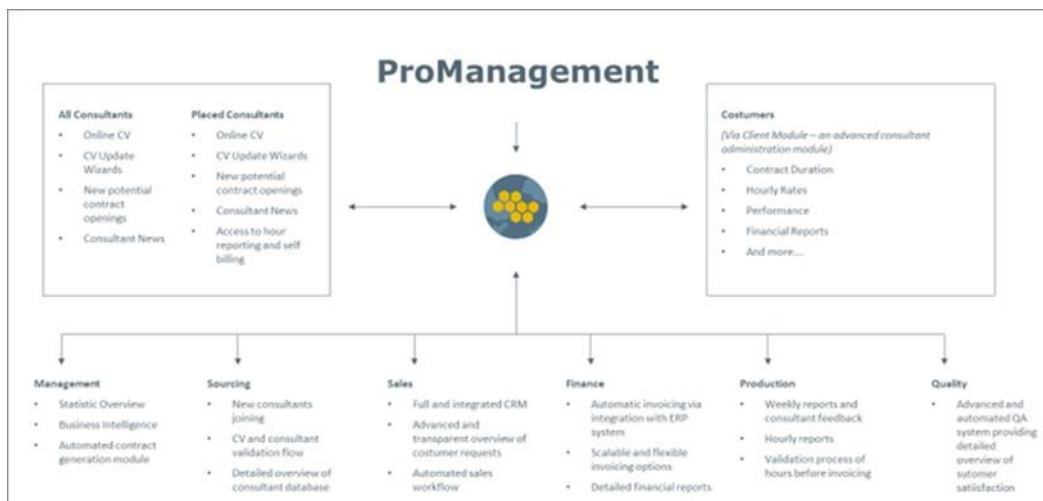 ProManagement
All Consultants
Online CV
CV Update
Wizards
New potential
contract
openings
Consultant News
Placed Consultants
Online CV
CV Update Wizards
New potential
contract openings
Consultant News
Access to hour
reporting and self
billing
Costumers
(Via Client Module – an advanced consultant
administration module)
Contract Duration
Hourly Rates
Performance
Financial Reports
And more...
Management
Statistic Overview
Business Intelligence
Automated contract
generation module
Sourcing
New consultants
joining
CV and consultant
validation flow
Detailed overview of
consultant database
Sales
Full and integrated CRM
Advanced and
transparent overview of
costumer requests
Automated sales
workflow
Finance
Automatic invoicing via
integration with ERP
system
Scalable and flexible
invoicing options
Detailed financial reports
Production
Weekly reports and
consultant feedback
Hourly reports
Validation process of
hours before invoicing
Quality
Advanced and
automated QA
system providing
detailed
overview of
sutomer
satiisfaction